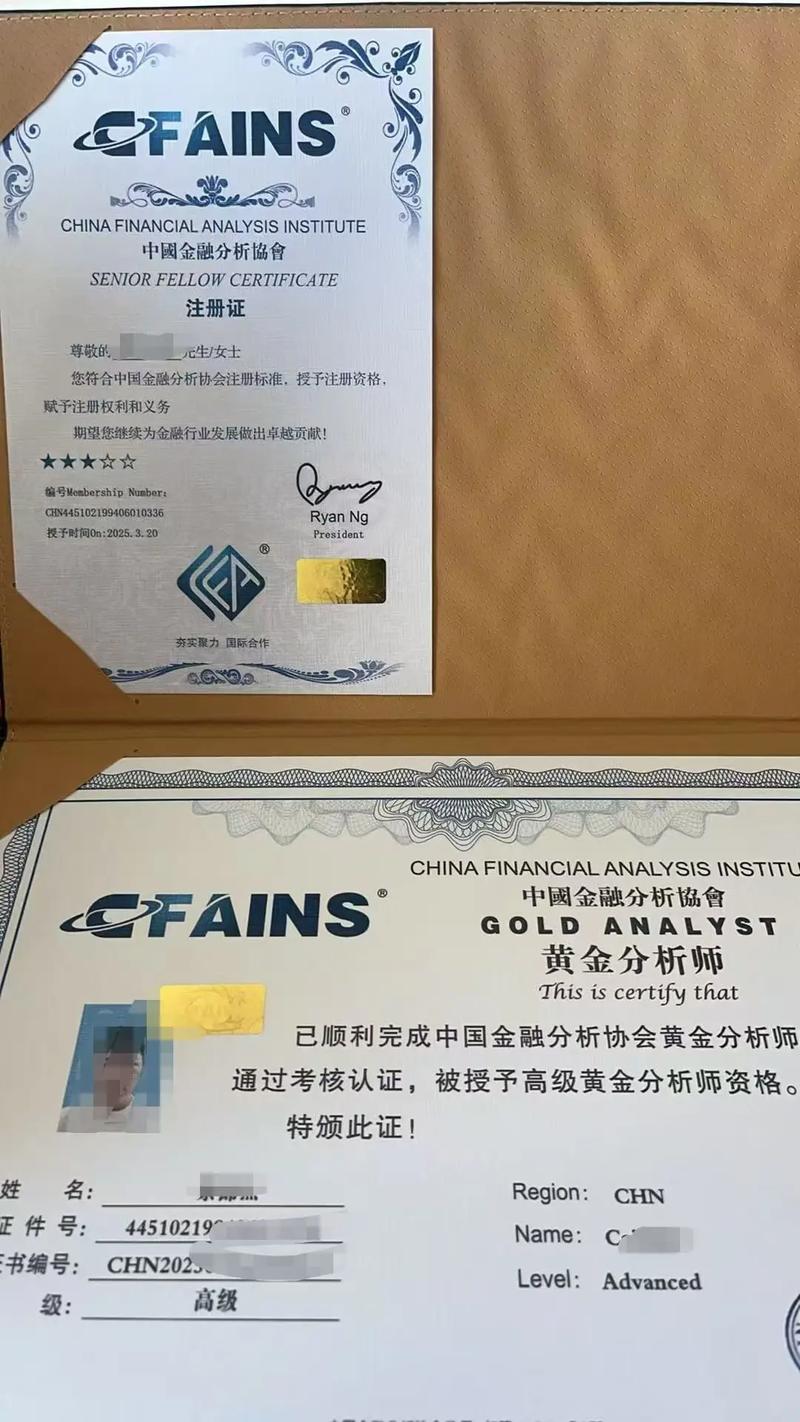 CFAINS®
CHINA FINANCIAL ANALYSIS INSTITUTE
中國金融分析協會
SENIOR FELLOW CERTIFICATE
注册证
尊敬的 先生/女士
您符合中国金融分析协会注册标准，授予注册资格，
赋予注册权利和义务
期望您继续为金融行业发展做出卓越贡献！
★★★☆☆
编号Membership Number:
CHN445102199406010336
授予时间On:2025.3.20
Ryan Ng
President
®
夯实聚力 国际合作
CHINA FINANCIAL ANALYSIS INSTITU
CFAINS®
中國金融分析協會
GOLD ANALYST
黄金分析师
This is certify that
已顺利完成中国金融分析协会黄金分析师
通过考核认证，被授予高级黄金分析师资格。
特颁此证！
姓 名：
证件号： 445102199
证书编号： CHN202
级： 高级
Region: CHN
Name: C
Level: Advanced